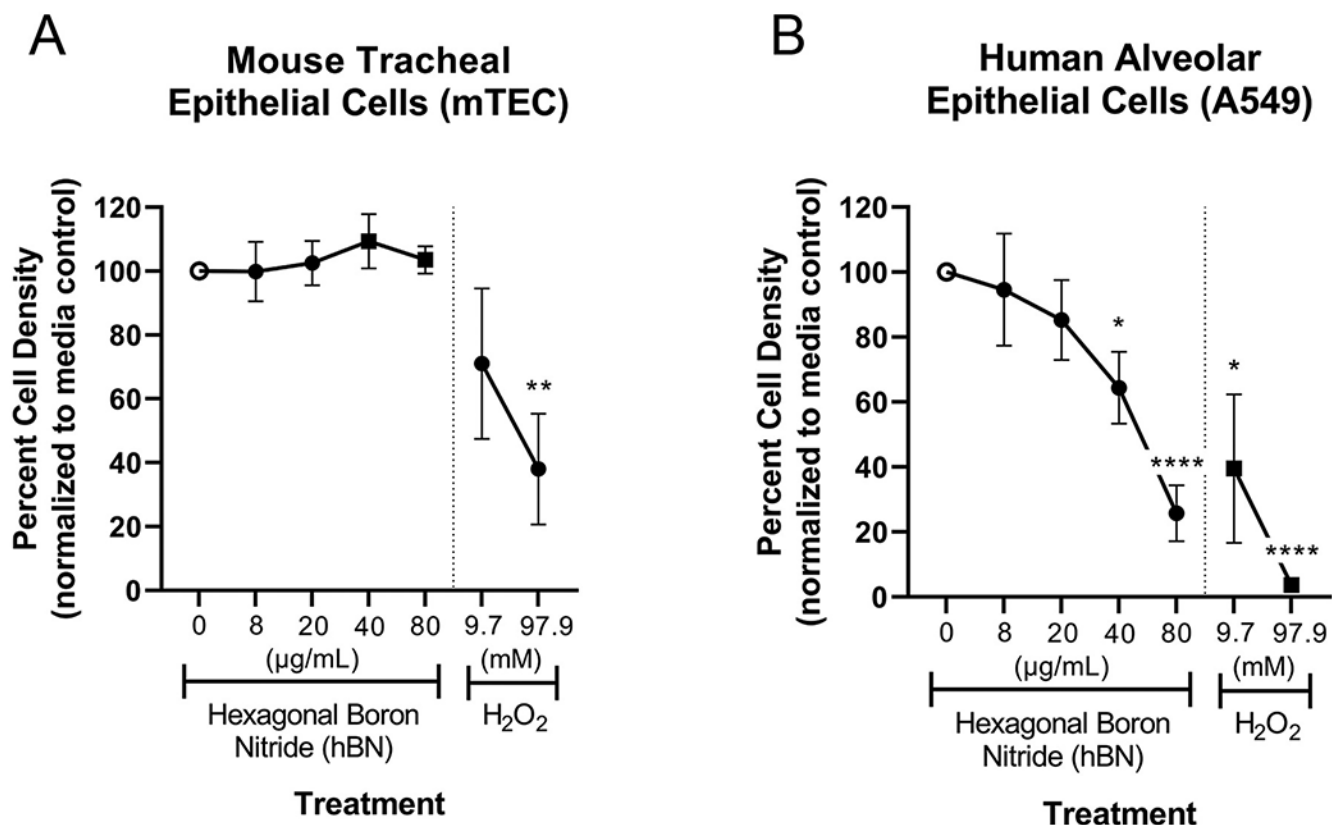 A
Mouse Tracheal
Epithelial Cells (mTEC)
Percent Cell Density
(normalized to media control)
120
100
80
60
40
20
0
**
0 8 20 40 80 9.7 97.9
(µg/mL) (mM)
Hexagonal Boron
Nitride (hBN)
H₂O₂
Treatment
B
Human Alveolar
Epithelial Cells (A549)
Percent Cell Density
(normalized to media control)
120
100
80
60
40
20
0
*
****
*
****
0 8 20 40 80 9.7 97.9
(µg/mL) (mM)
Hexagonal Boron
Nitride (hBN)
H₂O₂
Treatment